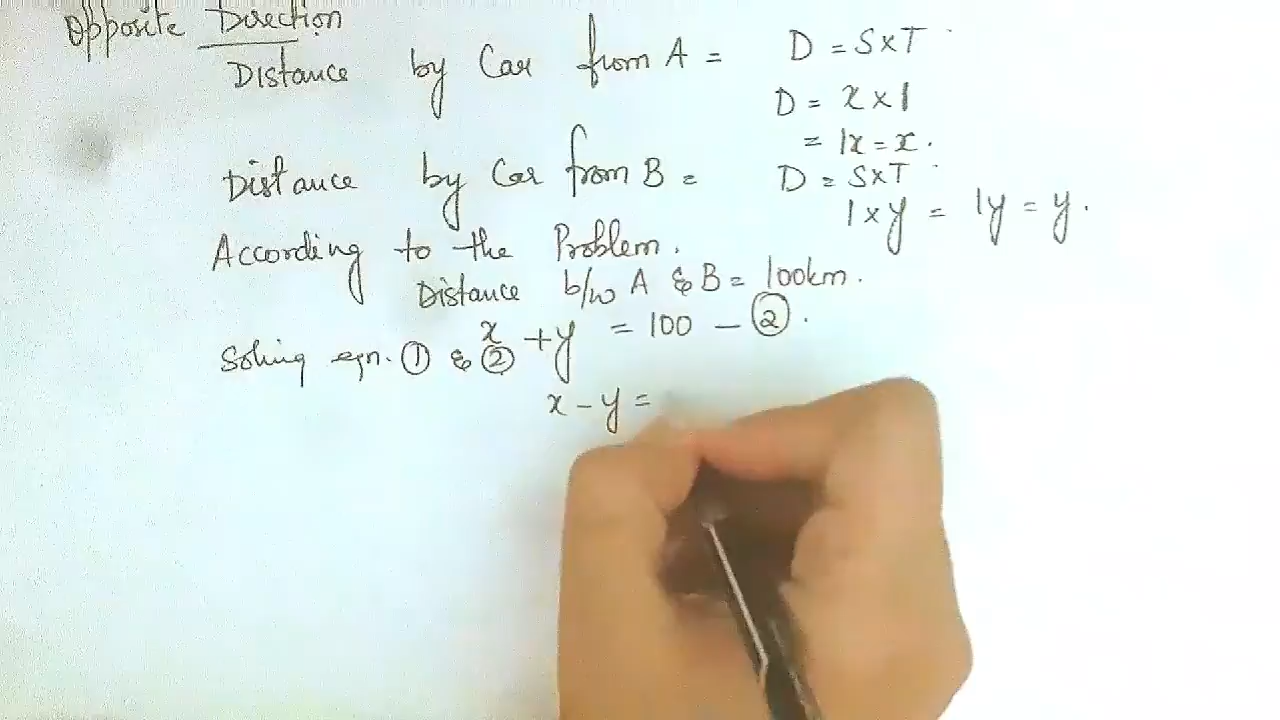 Opposite Direction
Distance by Car from A = D = S×T
D = x × 1
= 1x = x.
Distance by Car from B = D = S×T
1×y = 1y = y.
According to the Problem.
Distance b/w A & B = 100km.
x + y = 100 - ②.
Solving eqn. ① & ②
x - y =